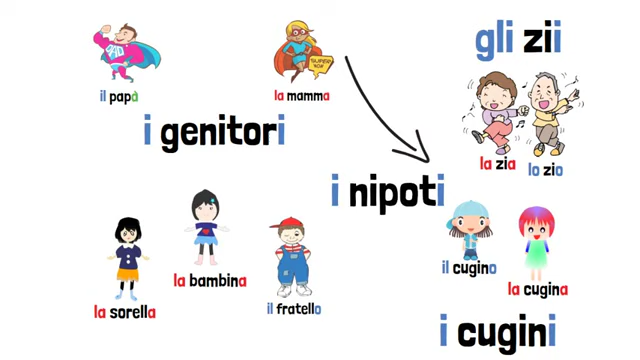 gli zii
il papà
la mamma
i genitori
la zia
lo zio
i nipoti
il cugino
la cugina
la bambina
la sorella
il fratello
i cugini